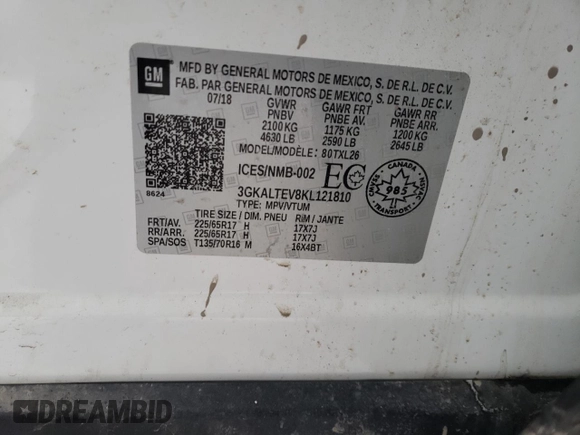 GM
MFD BY GENERAL MOTORS DE MEXICO, S. DE R.L. DE C.V.
FAB. PAR GENERAL MOTORS DE MEXICO, S. DE R.L. DE C.V.
07/18 GVWR GAWR FRT GAWR RR
PNBV PNBE AV. PNBE ARR.
2100 KG 1175 KG 1200 KG
4630 LB 2590 LB 2645 LB
MODEL/MODÈLE: 80TXL26
ICES/NMB-002 EC
CANADA
985
3GKALTEV8KL121810
8624
TYPE: MPV/VTUM
TIRE SIZE / DIM. PNEU RIM / JANTE
FRT/AV. 225/65R17 H 17X7J
RR/ARR. 225/65R17 H 17X7J
SPA/SOS T135/70R16 M 16X4BT
DREAMBID